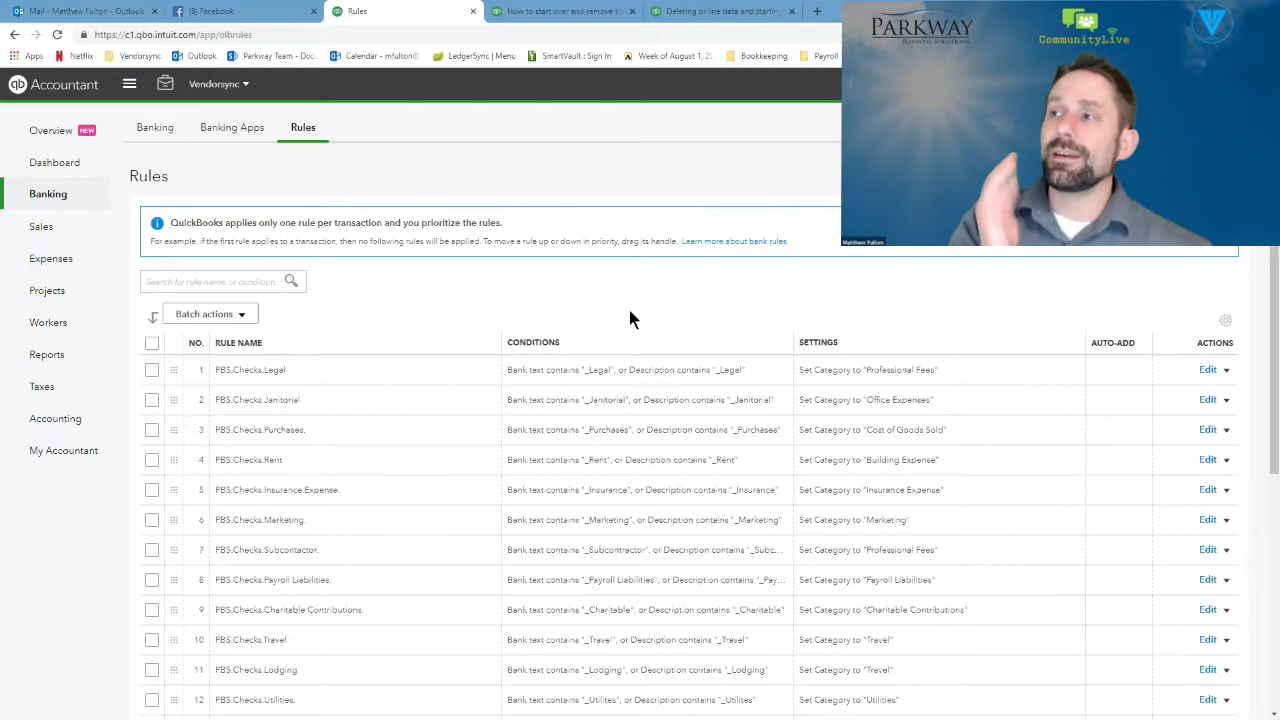 Mail - Matthew Fulton - Outlook
(8) Facebook
Rules
How to start over and remove th
Deleting online data and starting
https://c1.qbo.intuit.com/app/olbrules
Apps
Netflix
Vendorsync
Outlook
Parkway Team - Doc.
Calendar - mfulton@...
LedgerSync | Menu
SmartVault : Sign In
Week of August 1, 20
Bookkeeping
Payroll
PARKWAY
BUSINESS SOLUTIONS
CommunityLive
qb Accountant
Vendorsync
Overview NEW
Dashboard
Banking
Sales
Expenses
Projects
Workers
Reports
Taxes
Accounting
My Accountant
Banking
Banking Apps
Rules
Matthew Fulton
Rules
QuickBooks applies only one rule per transaction and you prioritize the rules.
For example, if the first rule applies to a transaction, then no following rules will be applied. To move a rule up or down in priority, drag its handle. Learn more about bank rules
Search by rule name or condition
Batch actions
NO. RULE NAME CONDITIONS SETTINGS AUTO-ADD ACTIONS
1 PBS.Checks.Legal Bank text contains "_Legal", or Description contains "_Legal" Set Category to "Professional Fees" Edit
2 PBS.Checks.Janitorial Bank text contains "_Janitorial", or Description contains "_Janitorial" Set Category to "Office Expenses" Edit
3 PBS.Checks.Purchases. Bank text contains "_Purchases", or Description contains "_Purchases" Set Category to "Cost of Goods Sold" Edit
4 PBS.Checks.Rent Bank text contains "_Rent", or Description contains "_Rent" Set Category to "Building Expense" Edit
5 PBS.Checks.Insurance Expense. Bank text contains "_Insurance", or Description contains "_Insurance" Set Category to "Insurance Expense" Edit
6 PBS.Checks.Marketing. Bank text contains "_Marketing", or Description contains "_Marketing" Set Category to "Marketing" Edit
7 PBS.Checks.Subcontactor. Bank text contains "_Subcontractor", or Description contains "_Subc... Set Category to "Professional Fees" Edit
8 PBS.Checks.Payroll Liabilities. Bank text contains "_Payroll Liabilities", or Description contains "_Pay... Set Category to "Payroll Liabilities" Edit
9 PBS.Checks.Charitable Contributions. Bank text contains "_Charitable", or Description contains "_Charitable" Set Category to "Charitable Contributions" Edit
10 PBS.Checks.Travel Bank text contains "_Travel", or Description contains "_Travel" Set Category to "Travel" Edit
11 PBS.Checks.Lodging Bank text contains "_Lodging", or Description contains "_Lodging" Set Category to "Travel" Edit
12 PBS.Checks.Utilities. Bank text contains "_Utilites", or Description contains "_Utilites" Set Category to "Utilities" Edit